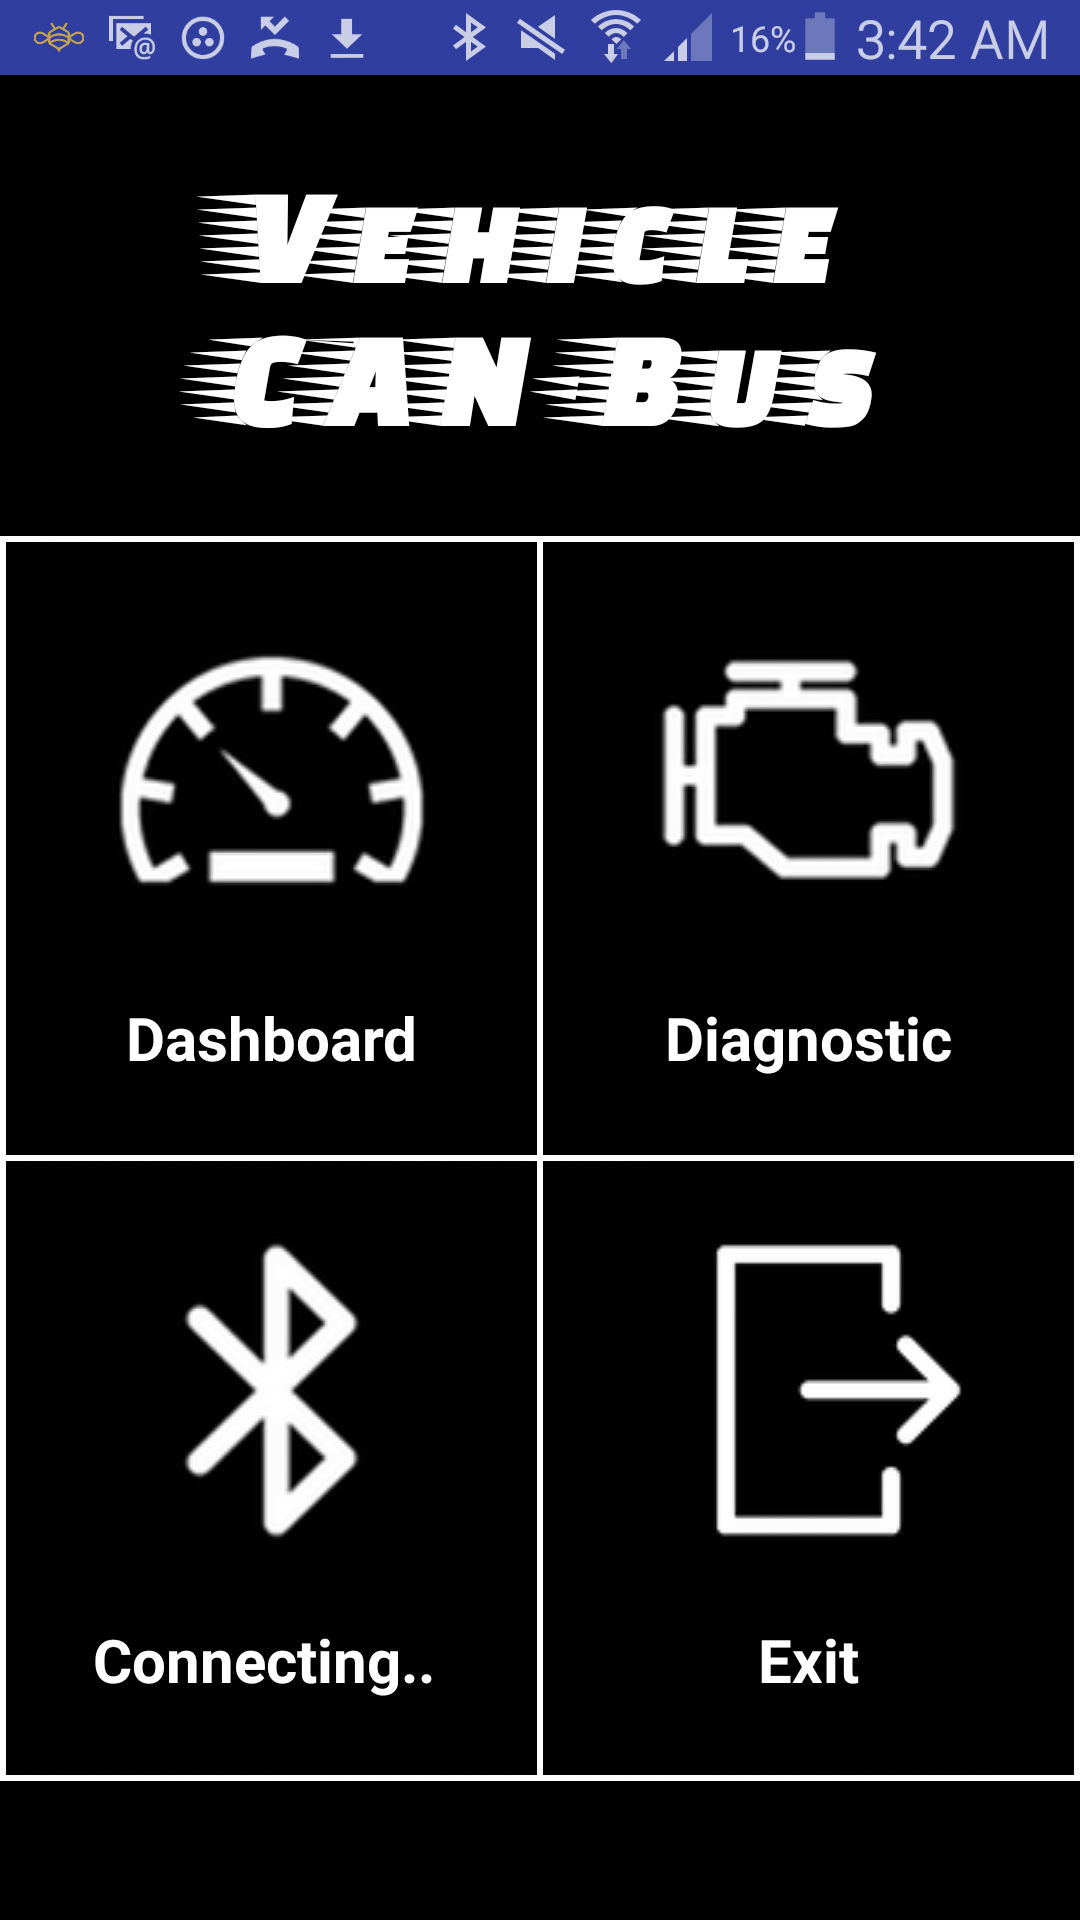 16% 3:42 AM
Vehicle
CAN-Bus
Dashboard
Diagnostic
Connecting..
Exit